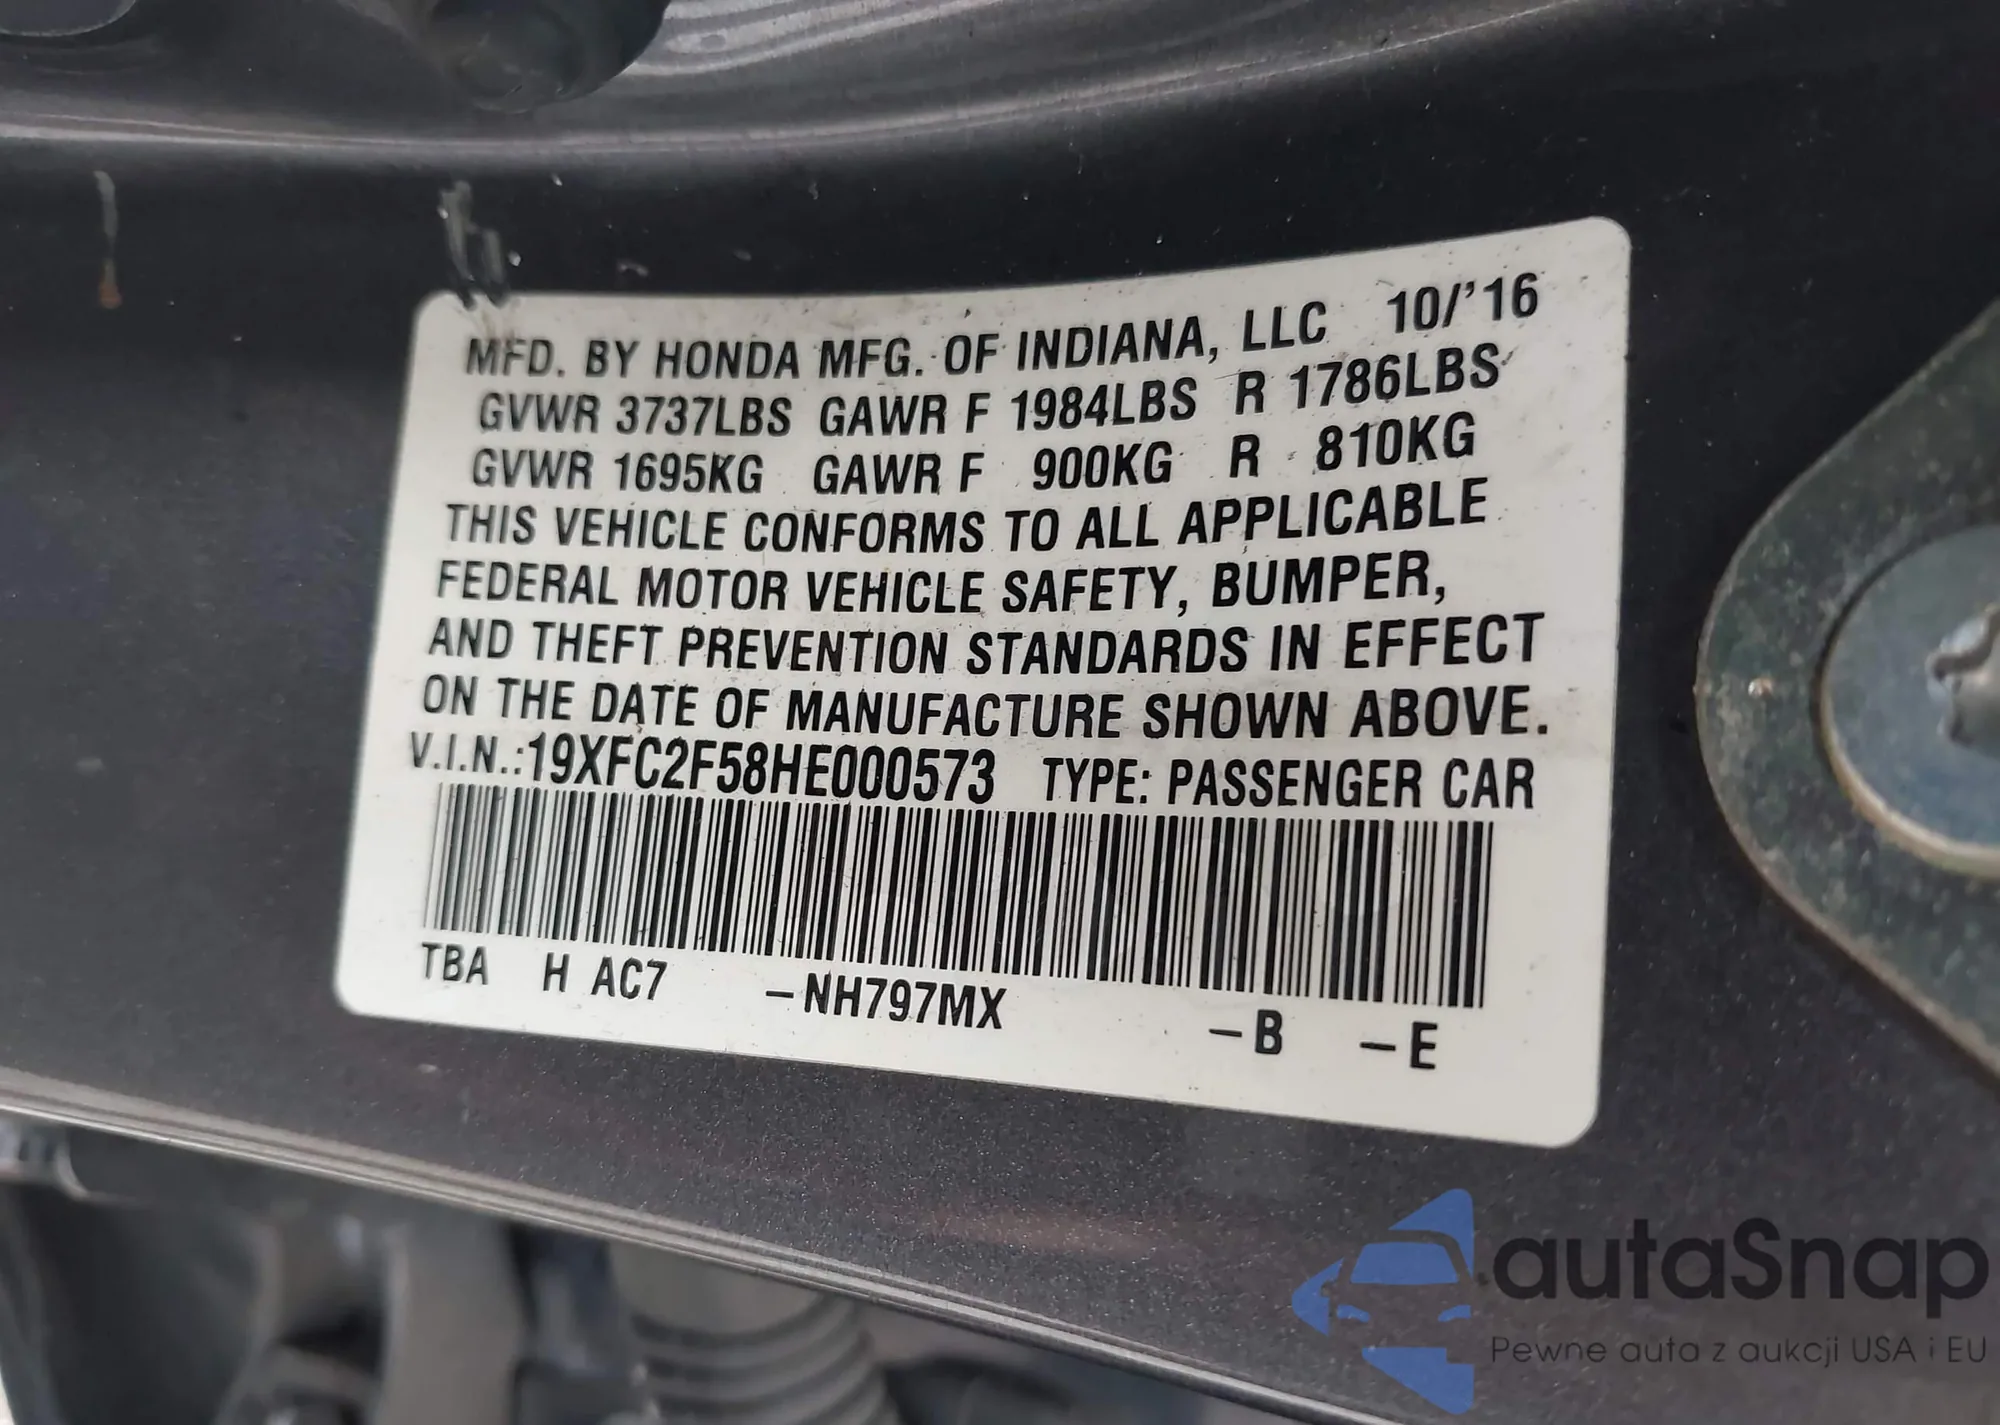 MFD. BY HONDA MFG. OF INDIANA, LLC 10/'16
GVWR 3737LBS GAWR F 1984LBS R 1786LBS
GVWR 1695KG GAWR F 900KG R 810KG
THIS VEHICLE CONFORMS TO ALL APPLICABLE
FEDERAL MOTOR VEHICLE SAFETY, BUMPER,
AND THEFT PREVENTION STANDARDS IN EFFECT
ON THE DATE OF MANUFACTURE SHOWN ABOVE.
V.I.N.:19XFC2F58HE000573 TYPE: PASSENGER CAR
TBA H AC7 –NH797MX –B –E
autaSnap
Pewne auta z aukcji USA i EU